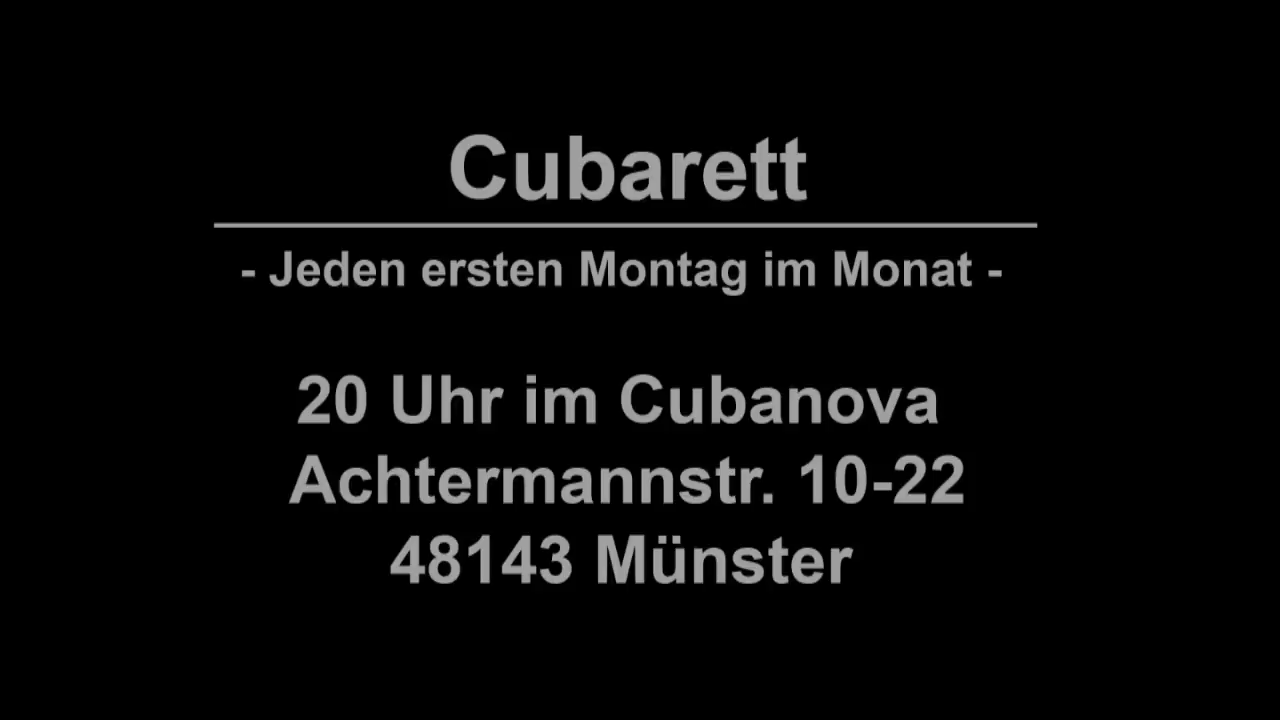 Cubarett
- Jeden ersten Montag im Monat -
20 Uhr im Cubanova
Achtermannstr. 10-22
48143 Münster